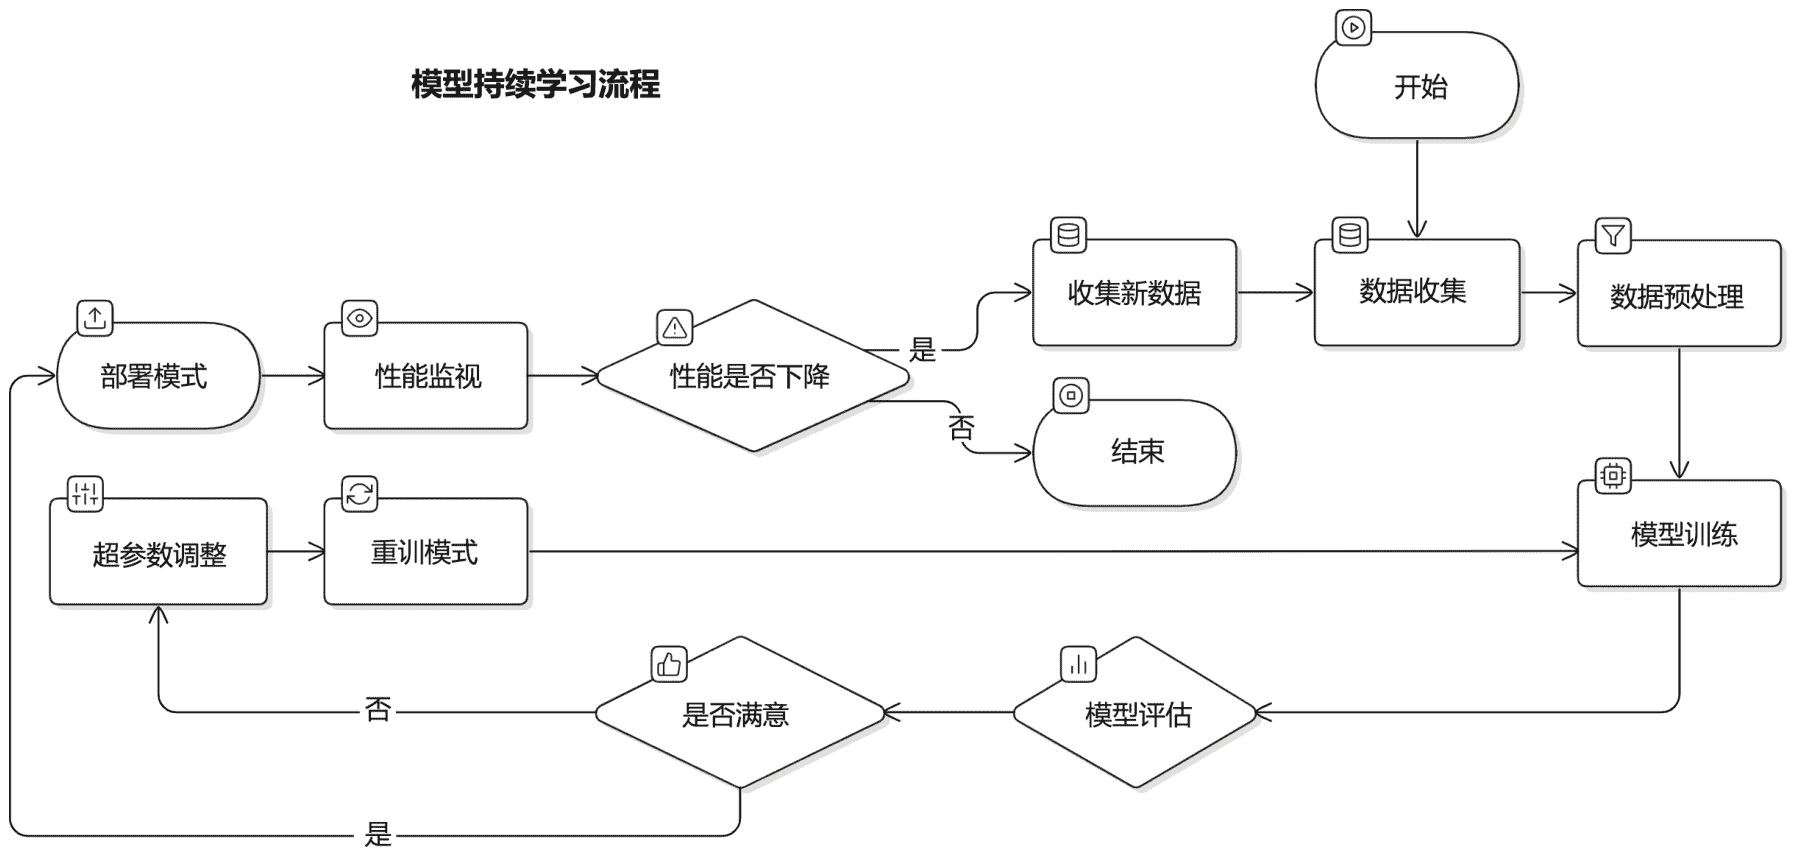 模型持续学习流程
开始
收集新数据
数据收集
数据预处理
部署模式
性能监视
性能是否下降
是
否
结束
超参数调整
重训模式
模型训练
否
是否满意
模型评估
是